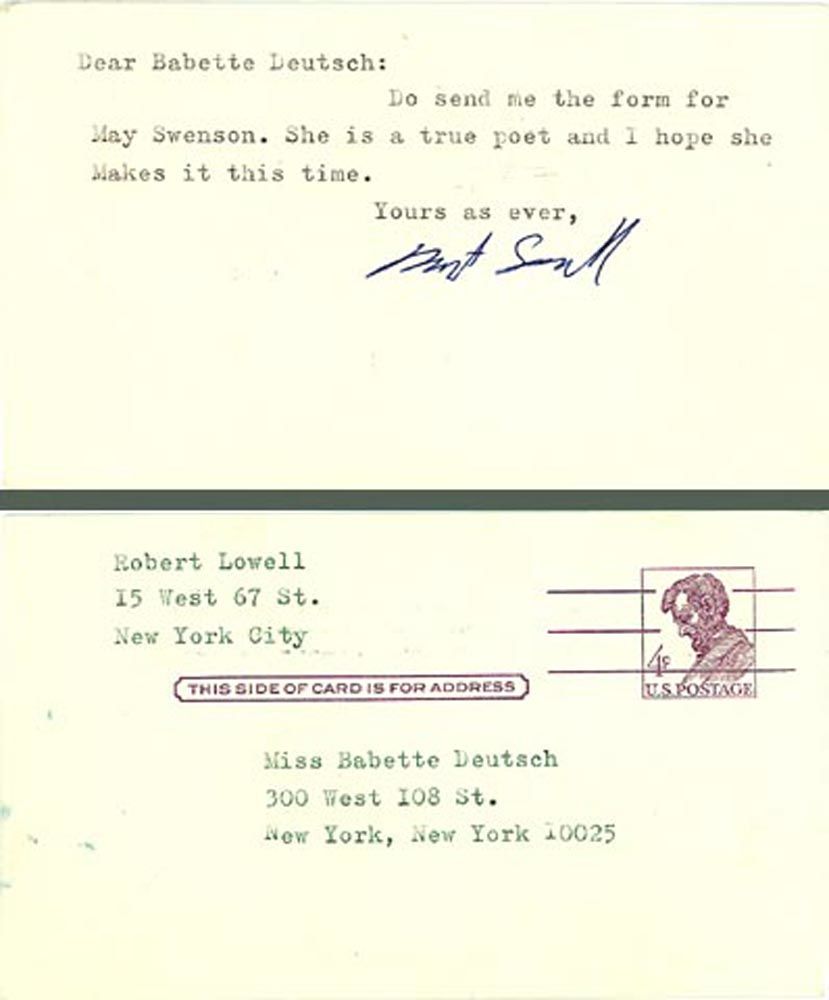 Dear Babette Deutsch:
Do send me the form for
May Swenson. She is a true poet and I hope she
Makes it this time.
Yours as ever,
Robert Lowell
15 West 67 St.
New York City
THIS SIDE OF CARD IS FOR ADDRESS
4¢
U.S. POSTAGE
Miss Babette Deutsch
300 West 108 St.
New York, New York 10025